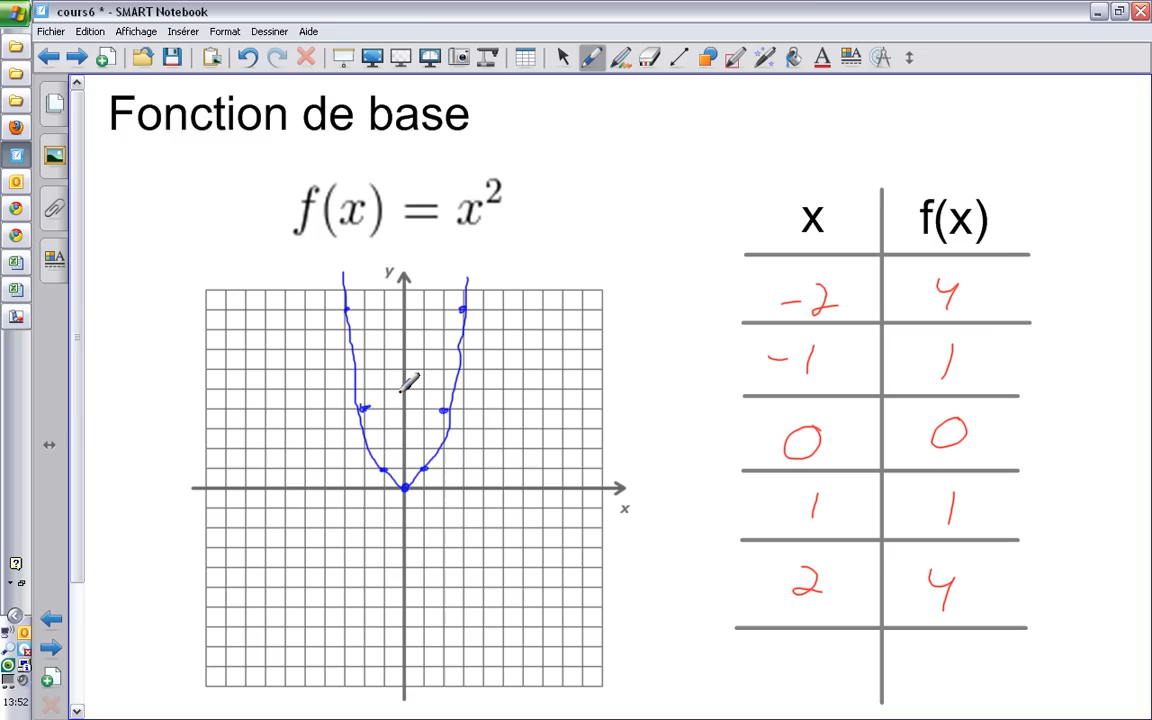 cours6 * - SMART Notebook
Fichier Edition Affichage Insérer Format Dessiner Aide
Fonction de base
f(x) = x²
y
x
x f(x)
-2 4
-1 1
0 0
1 1
2 4
13:52